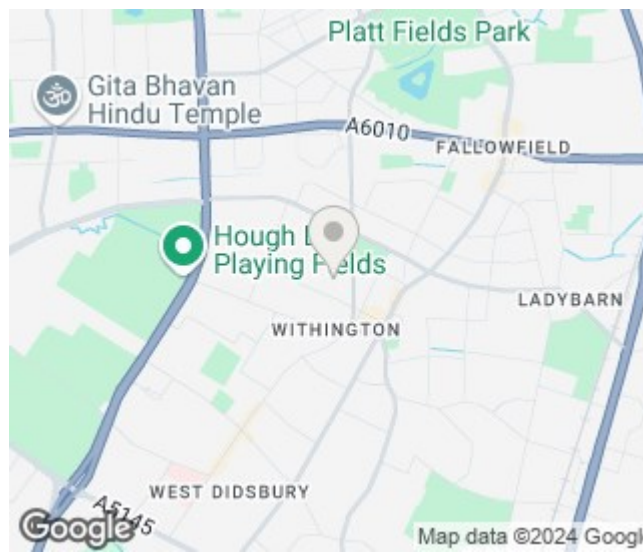 Platt Fields Park
Gita Bhavan
Hindu Temple
A6010
FALLOWFIELD
Hough
Playing Fields
LADYBARN
WITHINGTON
WEST DIDSBURY
A5145
Google
Map data ©2024 Googl